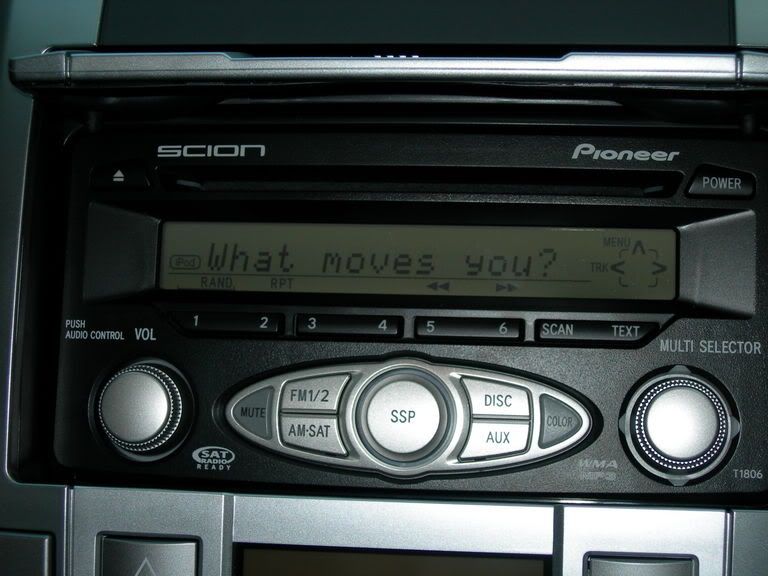 SCION
Pioneer
POWER
MENU
iPod What moves you?
TRK
RAND RPT
1 2 3 4 5 6 SCAN TEXT
PUSH
AUDIO CONTROL VOL
MULTI SELECTOR
MUTE FM1/2 SSP DISC COLOR
AM·SAT AUX
SAT
RADIO
READY
WMA
MP3
T1806